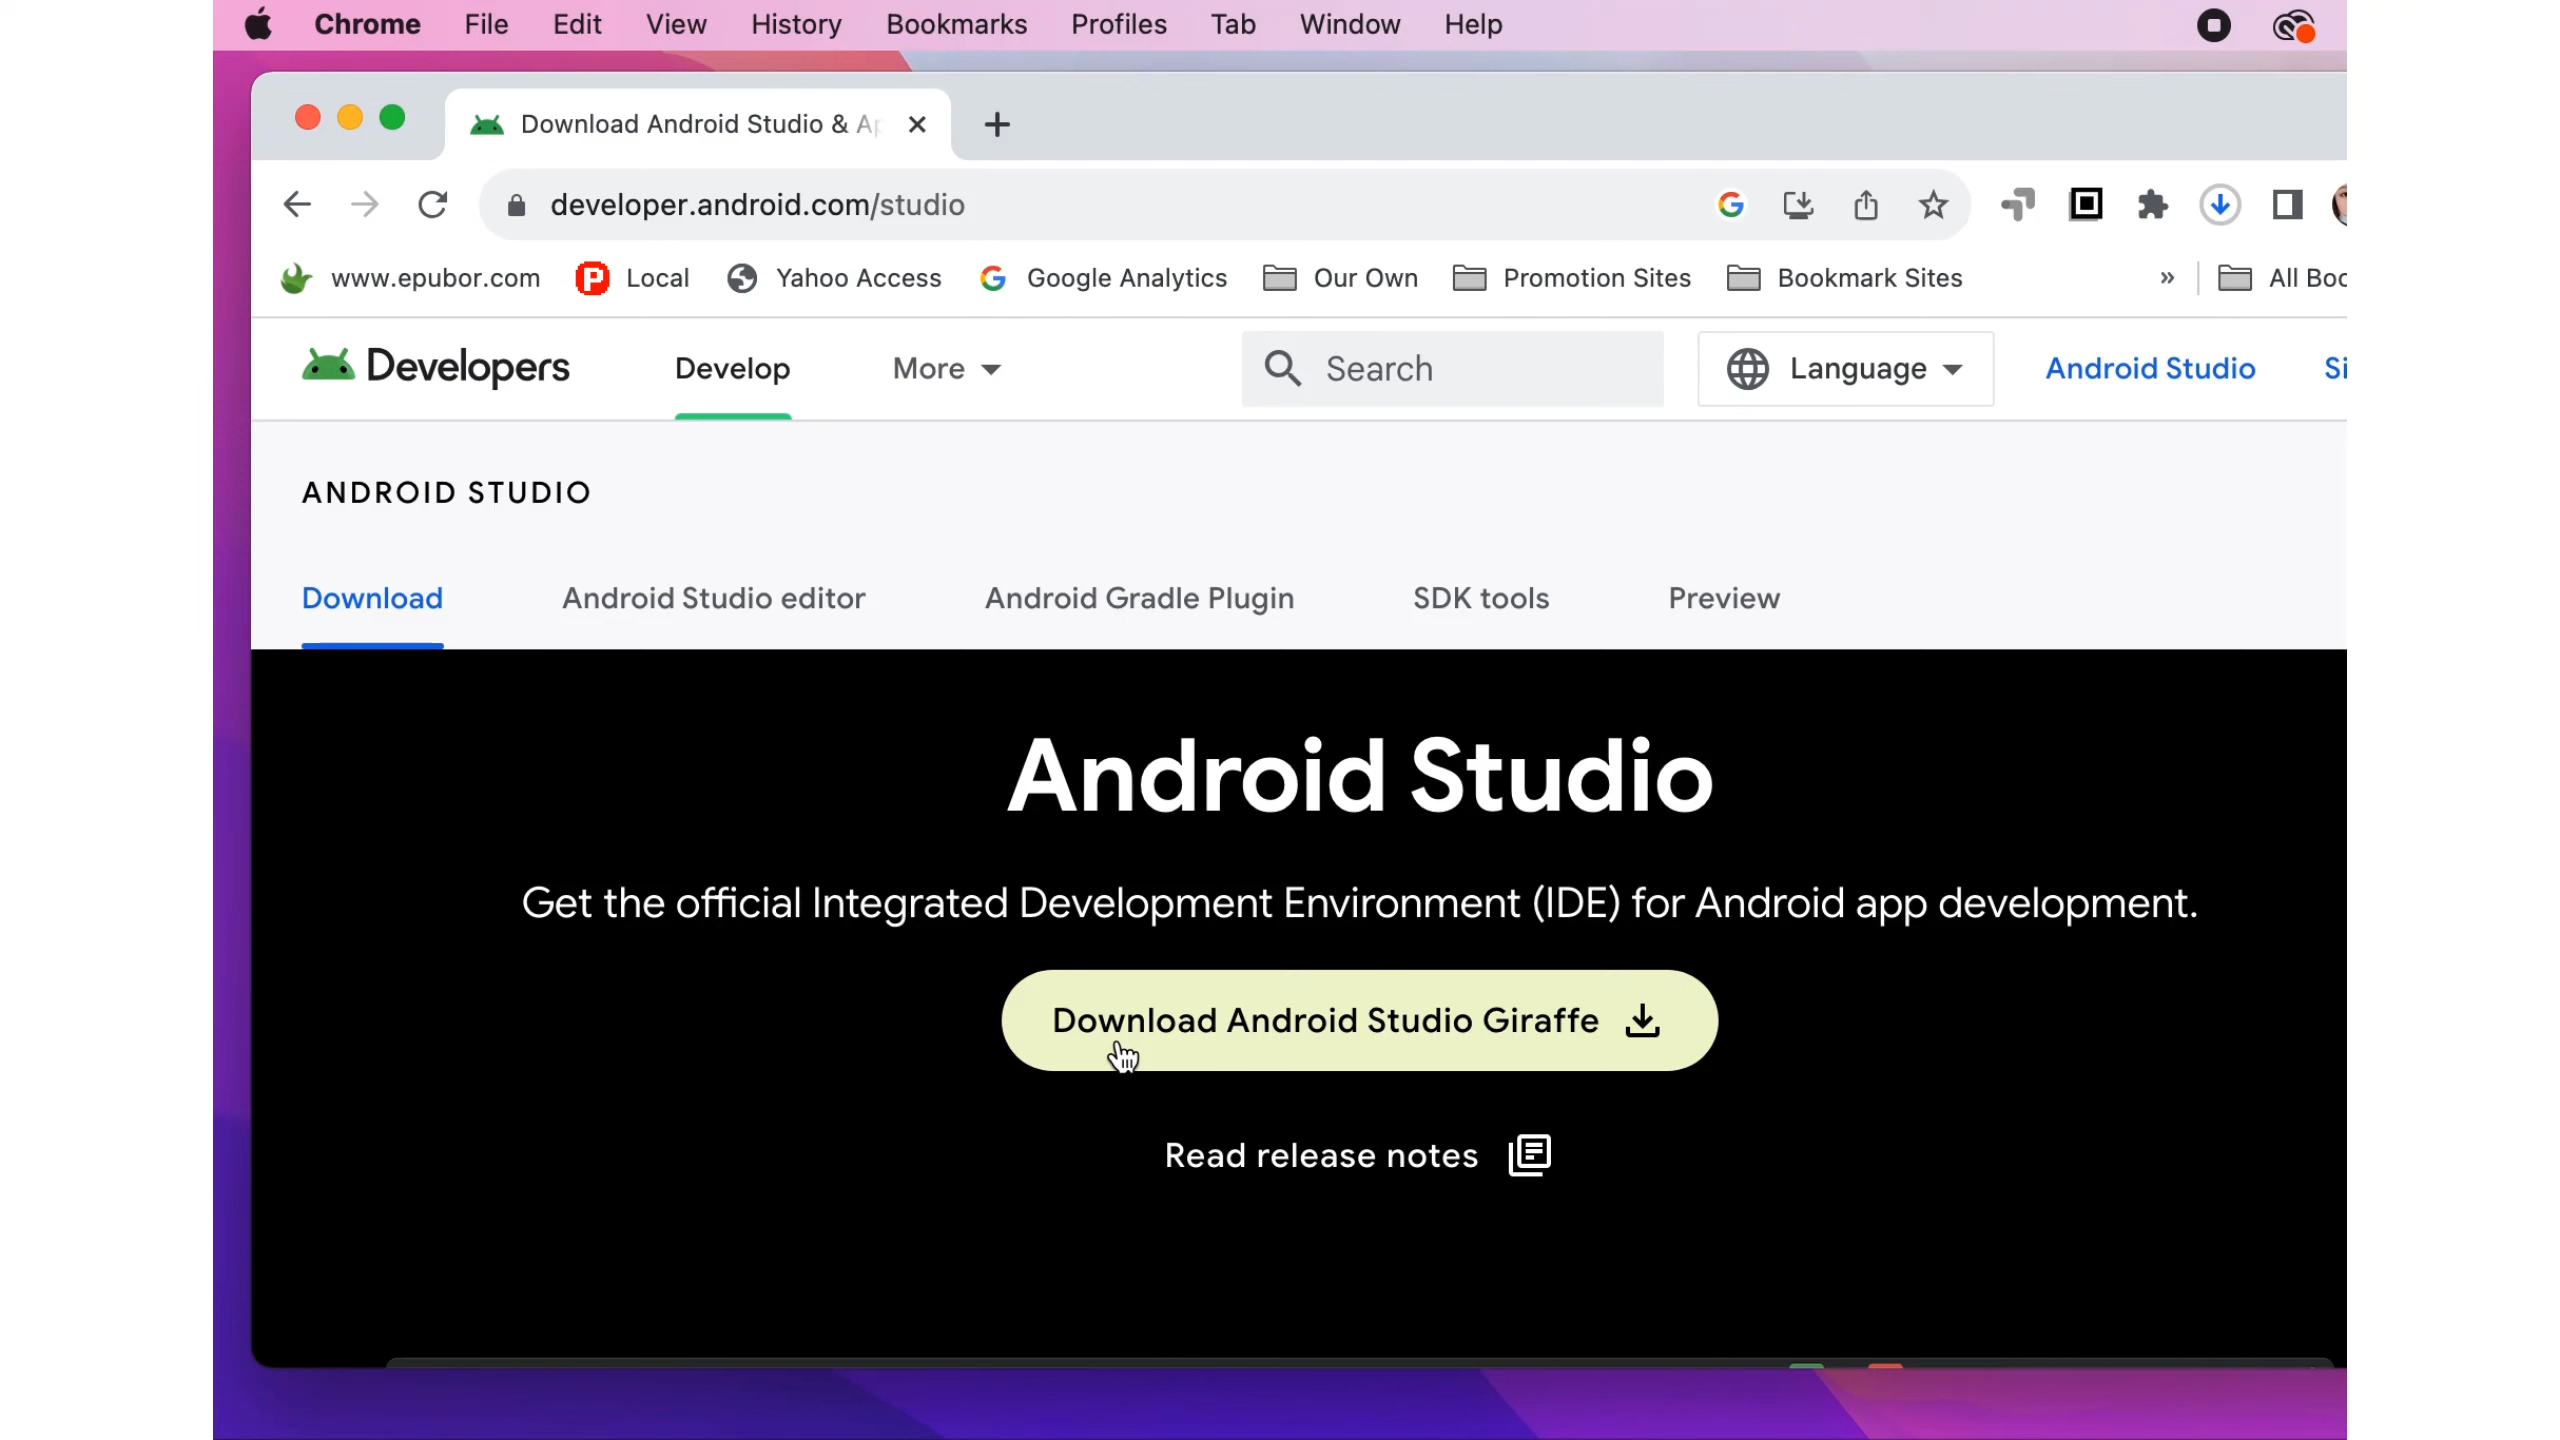 Chrome File Edit View History Bookmarks Profiles Tab Window Help
Download Android Studio &
developer.android.com/studio
www.epubor.com Local Yahoo Access Google Analytics Our Own Promotion Sites Bookmark Sites » All
Developers Develop More Search Language Android Studio
ANDROID STUDIO
Download Android Studio editor Android Gradle Plugin SDK tools Preview
Android Studio
Get the official Integrated Development Environment (IDE) for Android app development.
Download Android Studio Giraffe
Read release notes